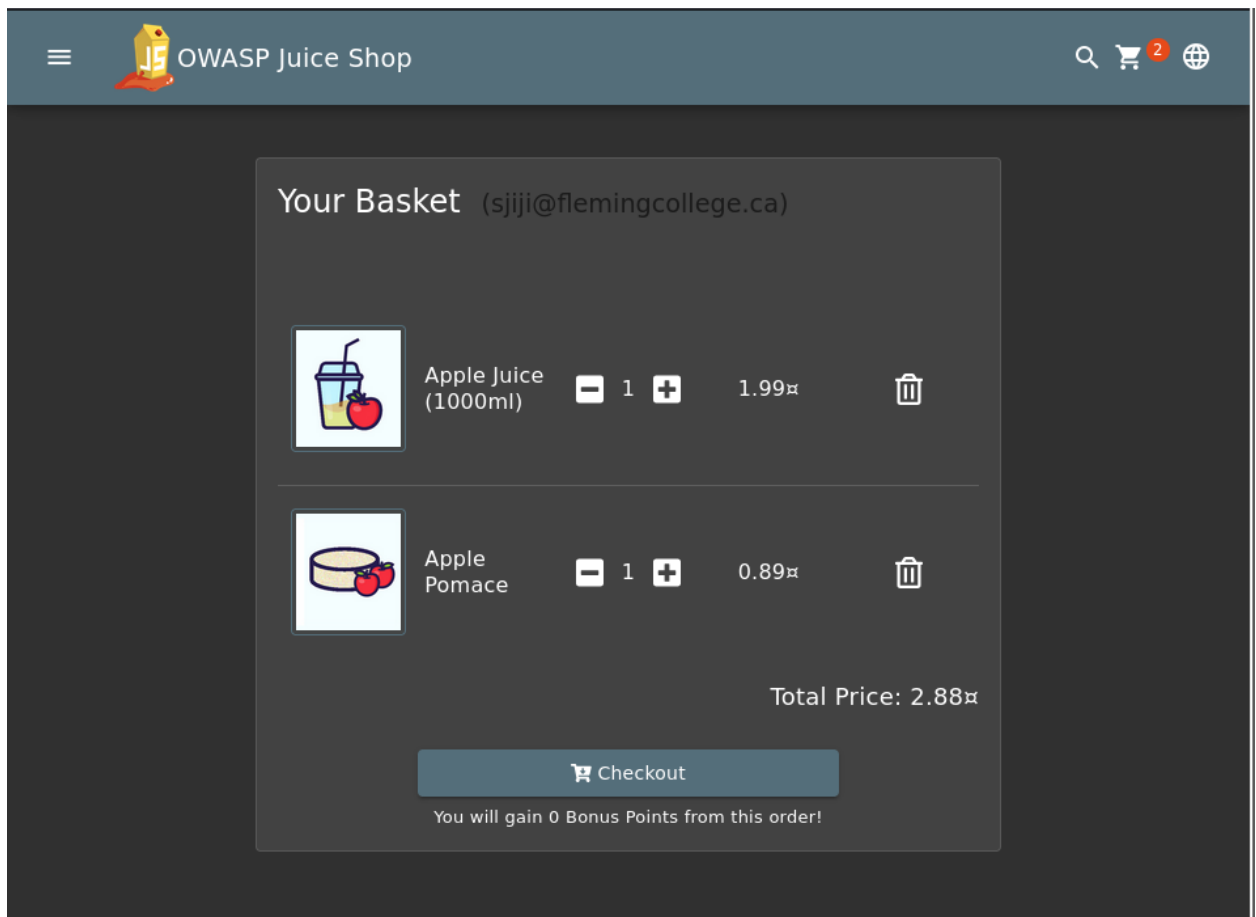 OWASP Juice Shop
2
Your Basket (sjiji@flemingcollege.ca)
Apple Juice
(1000ml)
1
1.99¤
Apple
Pomace
1
0.89¤
Total Price: 2.88¤
Checkout
You will gain 0 Bonus Points from this order!